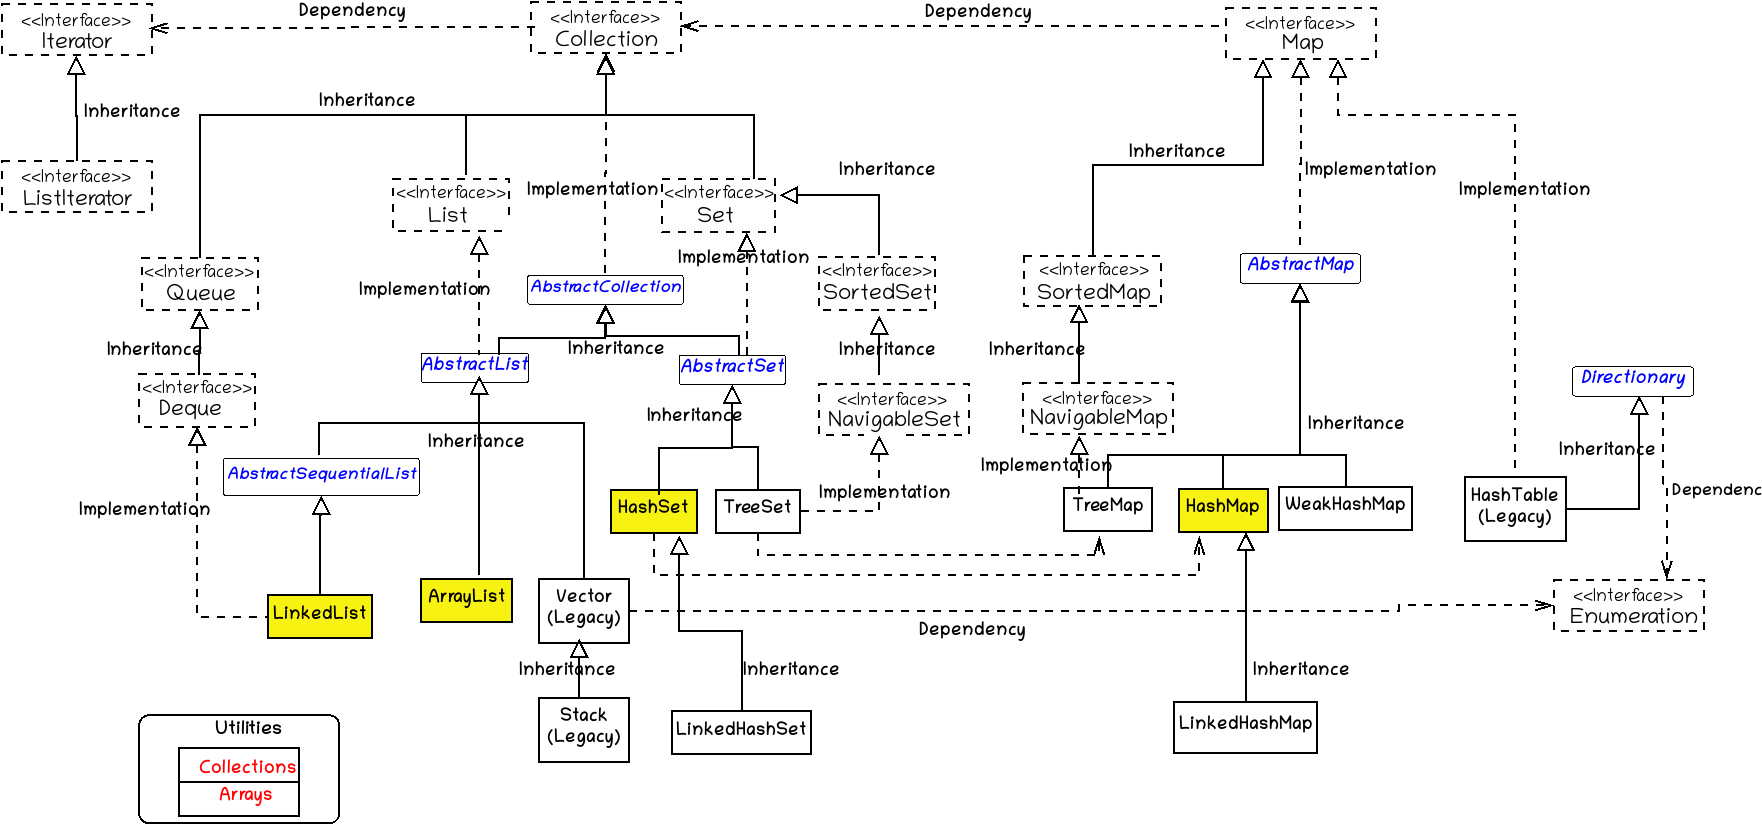 <<Interface>>
Iterator
Dependency
<<Interface>>
Collection
Dependency
<<Interface>>
Map
Inheritance
Inheritance
Inheritance
Inheritance
Implementation
<<Interface>>
ListIterator
<<Interface>>
List
Implementation
<<Interface>>
Set
Implementation
Implementation
<<Interface>>
Queue
Implementation
AbstractCollection
<<Interface>>
SortedSet
<<Interface>>
SortedMap
AbstractMap
Inheritance
Inheritance
Inheritance
Inheritance
<<Interface>>
Deque
AbstractList
AbstractSet
<<Interface>>
NavigableSet
<<Interface>>
NavigableMap
Directionary
Inheritance
Inheritance
Inheritance
Inheritance
AbstractSequentialList
Implementation
Implementation
Implementation
HashSet
TreeSet
TreeMap
HashMap
WeakHashMap
HashTable
(Legacy)
Dependenc
LinkedList
ArrayList
Vector
(Legacy)
Dependency
<<Interface>>
Enumeration
Inheritance
Inheritance
Inheritance
Stack
(Legacy)
LinkedHashSet
LinkedHashMap
Utilities
Collections
Arrays